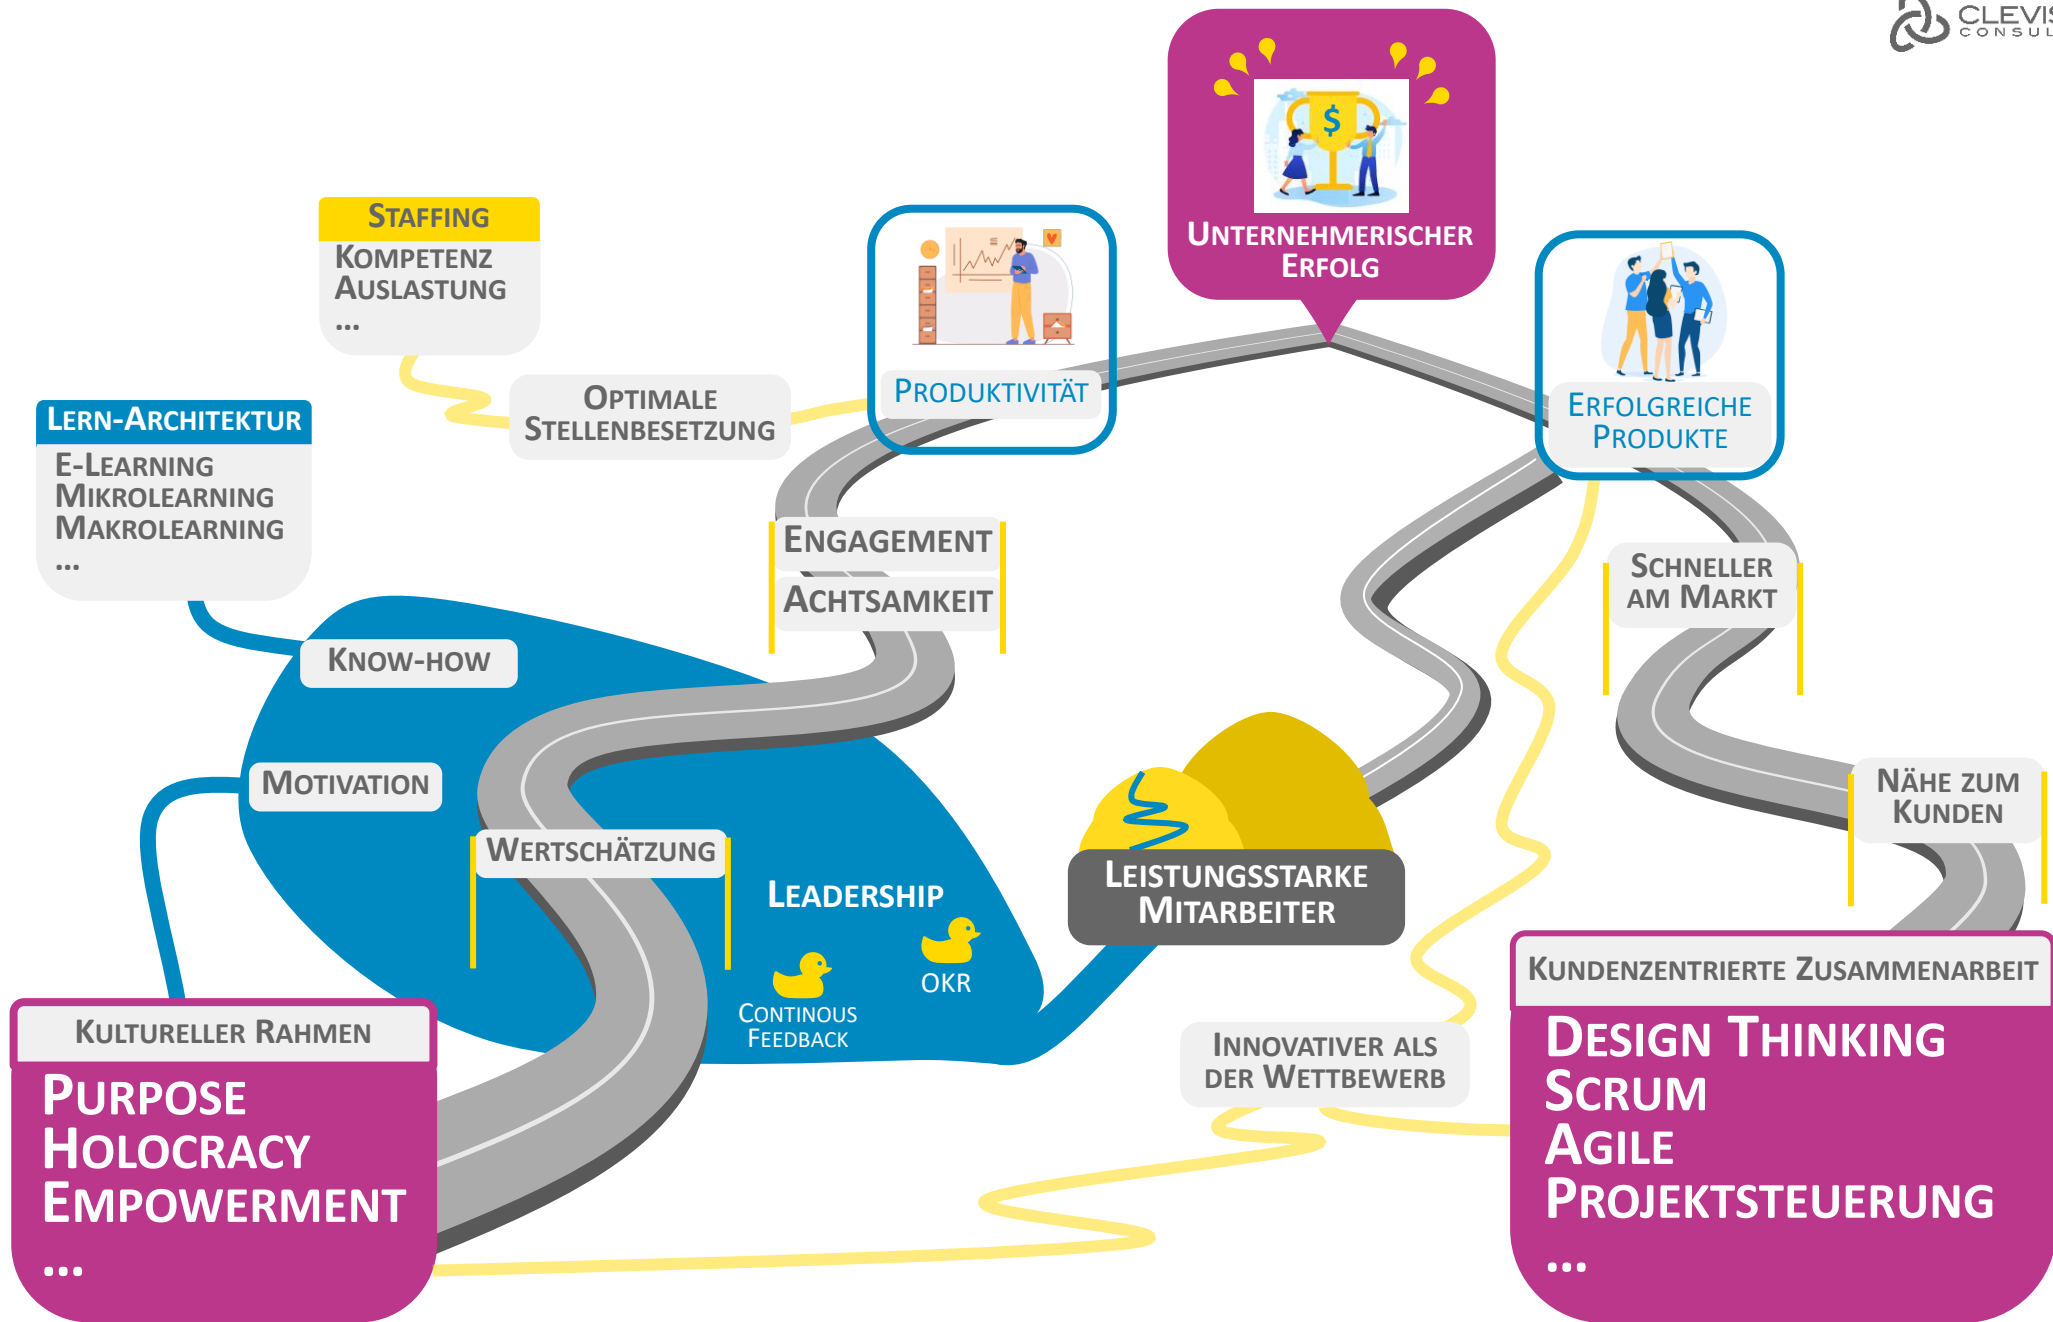 CLEVIS
CONSUL
$
UNTERNEHMERISCHER
ERFOLG
STAFFING
KOMPETENZ
AUSLASTUNG
...
OPTIMALE
STELLENBESETZUNG
PRODUKTIVITÄT
ERFOLGREICHE
PRODUKTE
LERN-ARCHITEKTUR
E-LEARNING
MIKROLEARNING
MAKROLEARNING
...
ENGAGEMENT
ACHTSAMKEIT
SCHNELLER
AM MARKT
KNOW-HOW
MOTIVATION
NÄHE ZUM
KUNDEN
WERTSCHÄTZUNG
LEADERSHIP
OKR
CONTINOUS
FEEDBACK
LEISTUNGSSTARKE
MITARBEITER
INNOVATIVER ALS
DER WETTBEWERB
KULTURELLER RAHMEN
PURPOSE
HOLOCRACY
EMPOWERMENT
...
KUNDENZENTRIERTE ZUSAMMENARBEIT
DESIGN THINKING
SCRUM
AGILE
PROJEKTSTEUERUNG
...